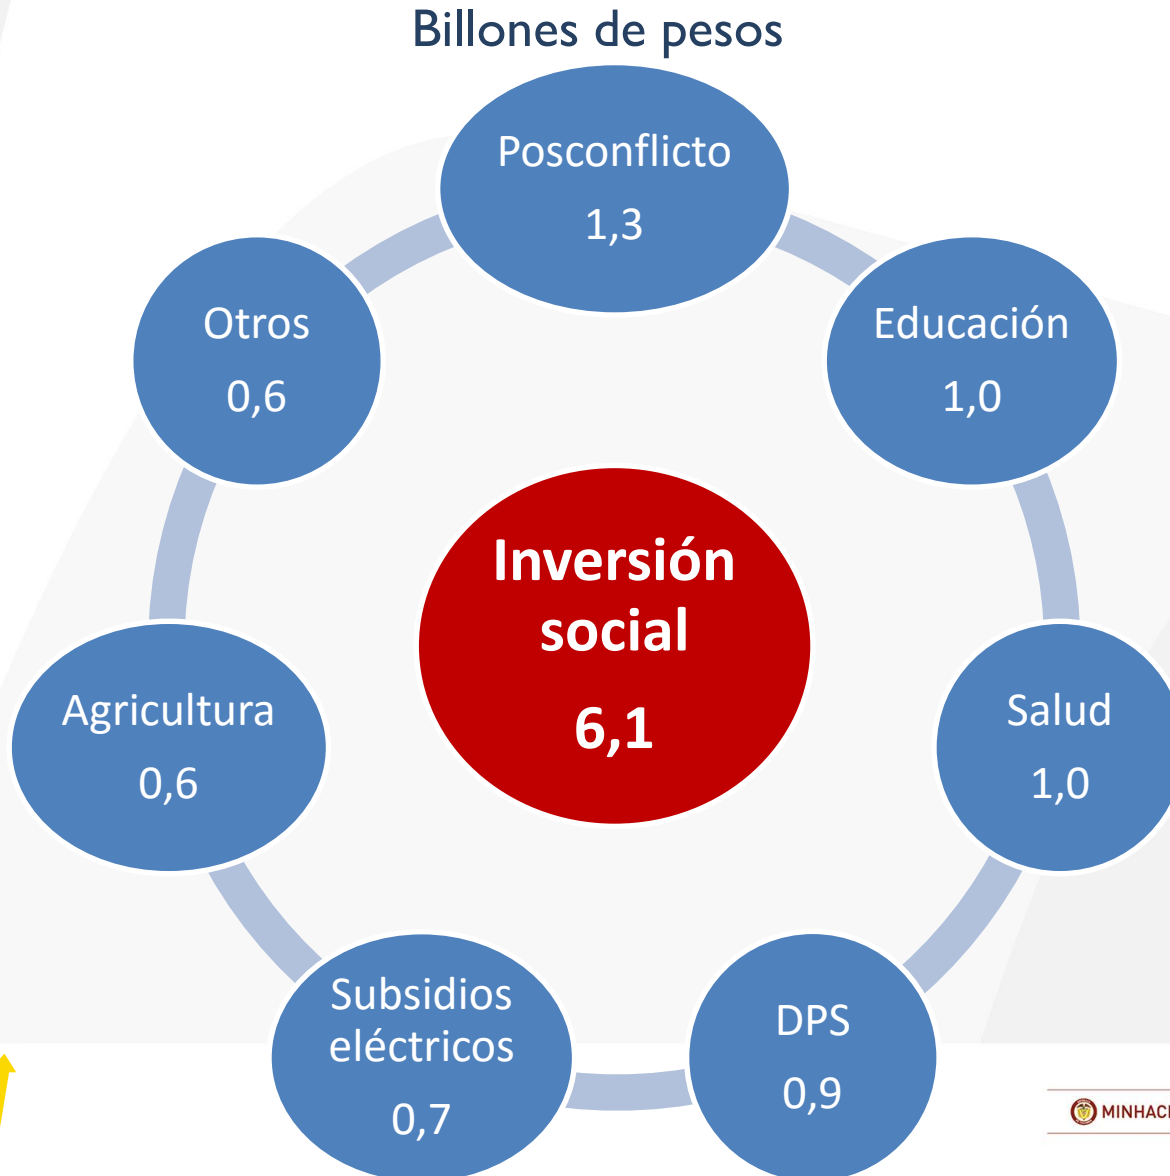 Billones de pesos
Posconflicto
1,3
Educación
1,0
Salud
1,0
DPS
0,9
Subsidios
eléctricos
0,7
Agricultura
0,6
Otros
0,6
Inversión
social
6,1